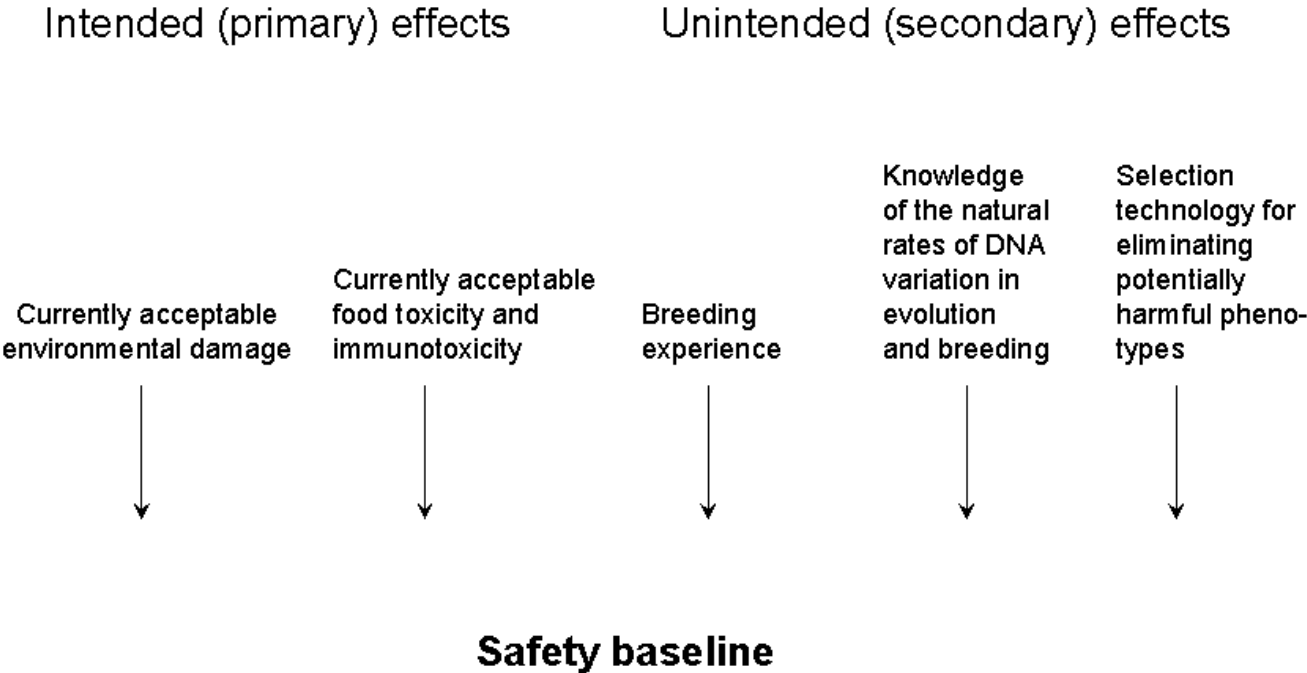 Intended (primary) effects
Unintended (secondary) effects
Currently acceptable
environmental damage
Currently acceptable
food toxicity and
immunotoxicity
Breeding
experience
Knowledge
of the natural
rates of DNA
variation in
evolution
and breeding
Selection
technology for
eliminating
potentially
harmful pheno-
types
Safety baseline